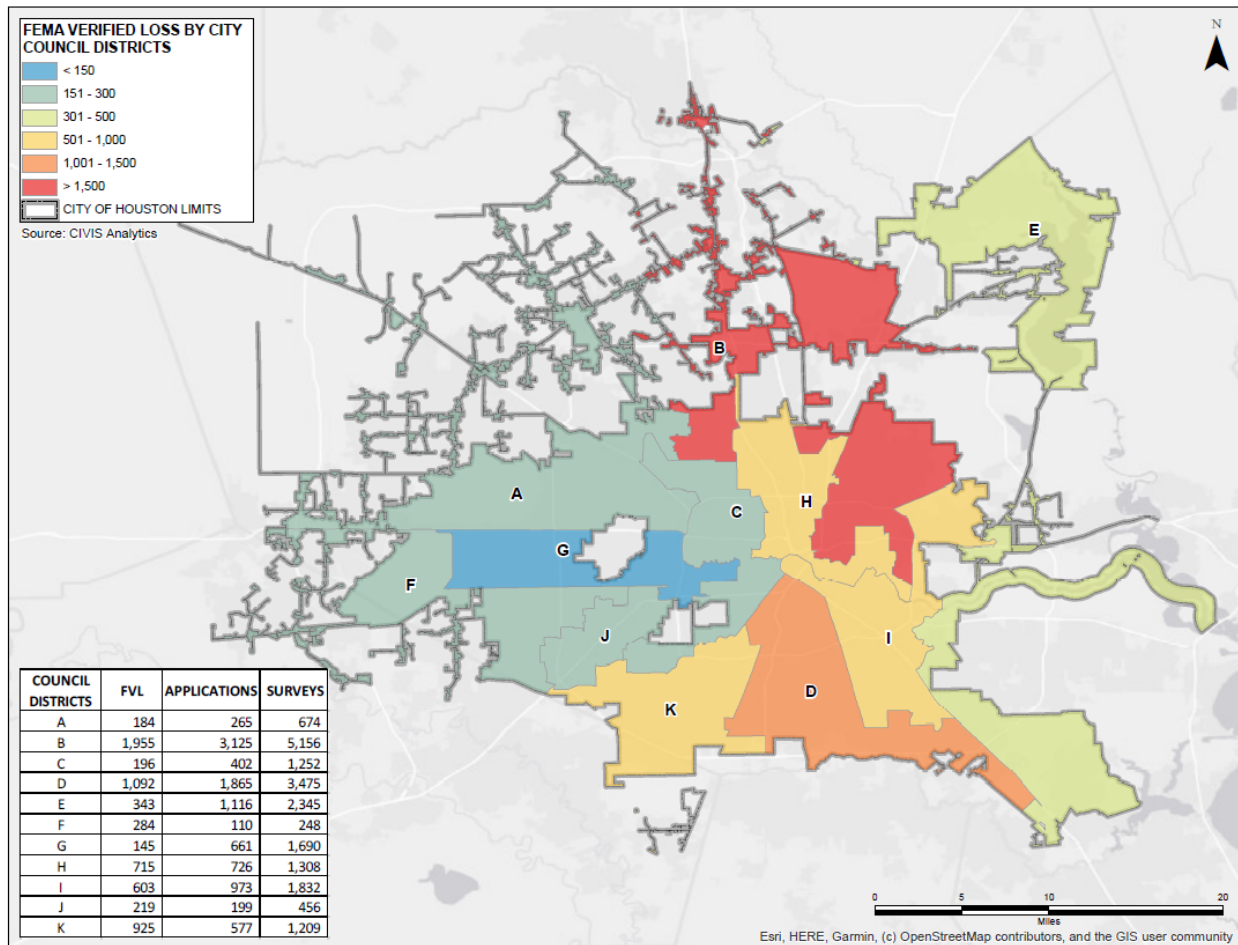 FEMA VERIFIED LOSS BY CITY
COUNCIL DISTRICTS
< 150
151 - 300
301 - 500
501 - 1,000
1,001 - 1,500
> 1,500
CITY OF HOUSTON LIMITS
Source: CIVIS Analytics
N
E
B
A
C
H
G
F
J
I
K
D
COUNCIL DISTRICTS FVL APPLICATIONS SURVEYS
A 184 265 674
B 1,955 3,125 5,156
C 196 402 1,252
D 1,092 1,865 3,475
E 343 1,116 2,345
F 284 110 248
G 145 661 1,690
H 715 726 1,308
I 603 973 1,832
J 219 199 456
K 925 577 1,209
0 5 10 20
Miles
Esri, HERE, Garmin, (c) OpenStreetMap contributors, and the GIS user community